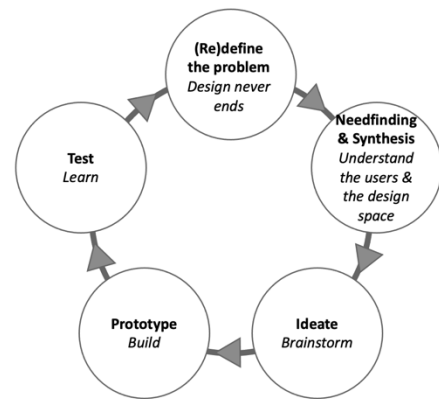 (Re)define
the problem
Design never
ends
Needfinding
& Synthesis
Understand
the users &
the design
space
Ideate
Brainstorm
Prototype
Build
Test
Learn